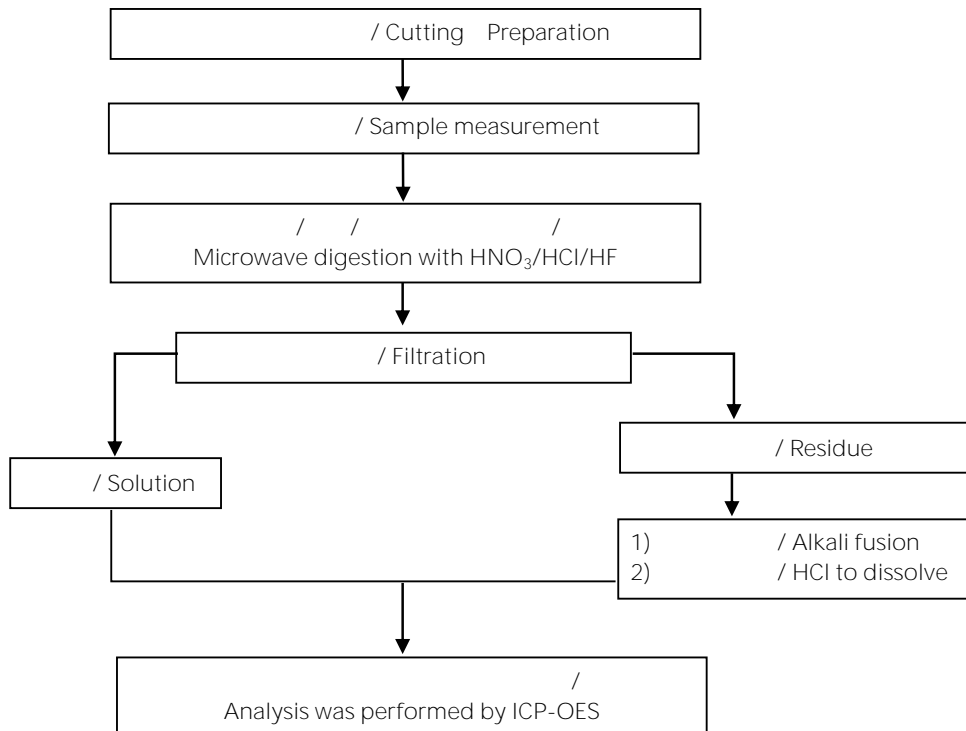 / Cutting Preparation
/ Sample measurement
/ / /
Microwave digestion with HNO₃/HCl/HF
/ Filtration
/ Residue
/ Solution
1) / Alkali fusion
2) / HCl to dissolve
/
Analysis was performed by ICP-OES